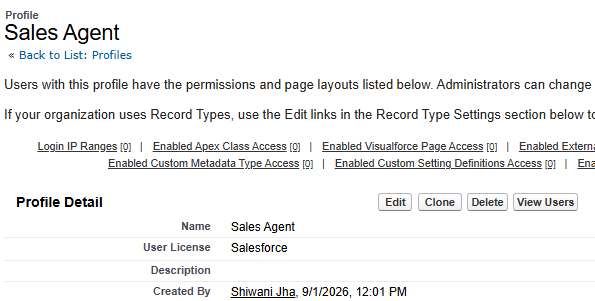 Profile
Sales Agent
« Back to List: Profiles
Users with this profile have the permissions and page layouts listed below. Administrators can change
If your organization uses Record Types, use the Edit links in the Record Type Settings section below to
Login IP Ranges [0] | Enabled Apex Class Access [0] | Enabled Visualforce Page Access [0] | Enabled Externa
Enabled Custom Metadata Type Access [0] | Enabled Custom Setting Definitions Access [0] | Ena
Profile Detail Edit Clone Delete View Users
Name Sales Agent
User License Salesforce
Description
Created By Shiwani Jha, 9/1/2026, 12:01 PM